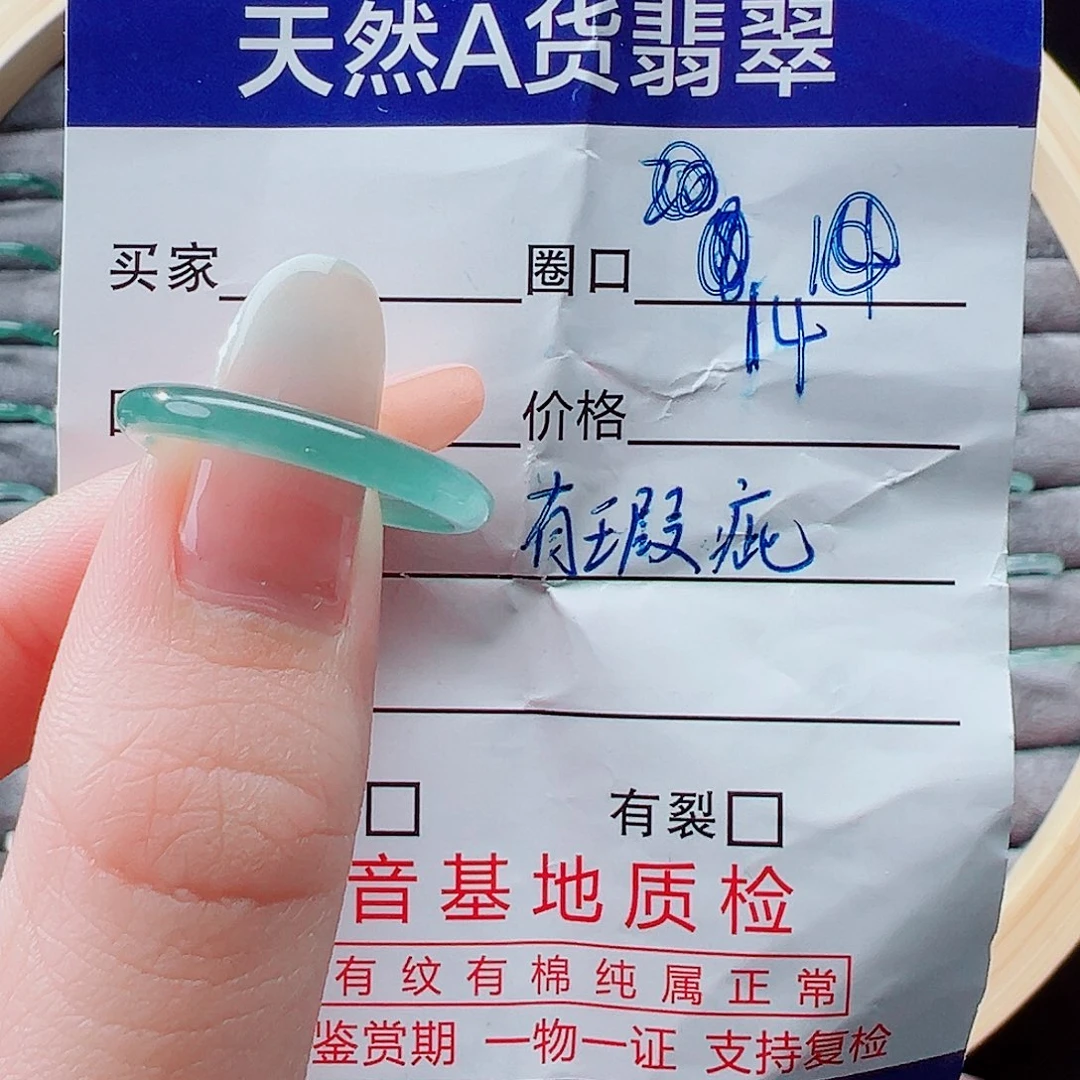 天然A货翡翠
买家 圈口 14
价格
有瑕疵
有裂
音基地质检
有纹有棉纯属正常
鉴赏期 一物一证 支持复检